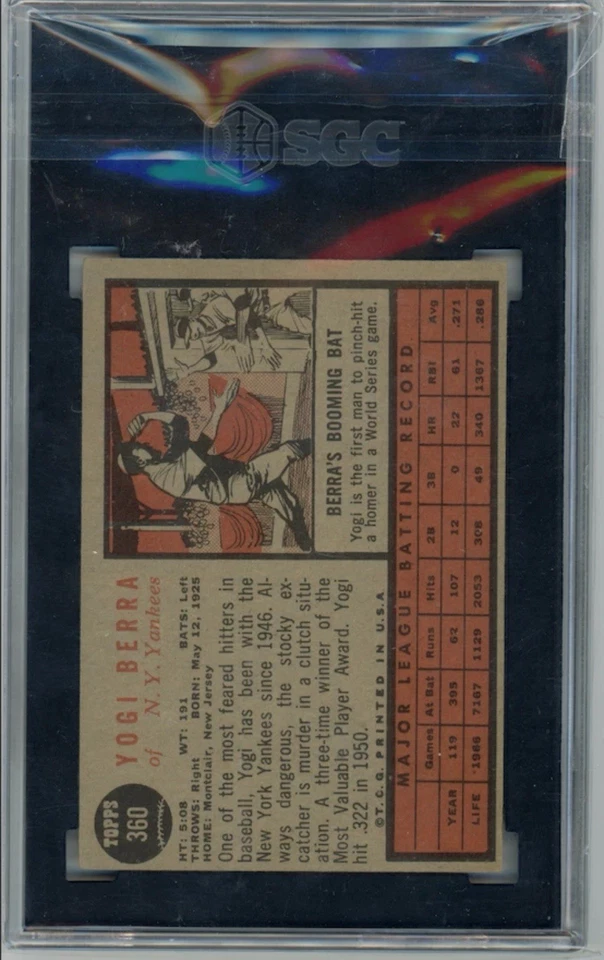 SGC
TOPPS
360
YOGI BERRA
of N. Y. Yankees
HT: 5:08 WT: 191 BATS: Left
THROWS: Right BORN: May 12, 1925
HOME: Montclair, New Jersey
One of the most feared hitters in
baseball, Yogi has been with the
New York Yankees since 1946. Al-
ways dangerous, the stocky ex-
catcher is murder in a clutch situ-
ation. A three-time winner of the
Most Valuable Player Award. Yogi
hit .322 in 1950.
©T.C.G. PRINTED IN U.S.A.
BERRA'S BOOMING BAT
Yogi is the first man to pinch-hit
a homer in a World Series game.
MAJOR LEAGUE BATTING RECORD
Games At Bat Runs Hits 2B 3B HR RBI Avg
YEAR 119 395 62 107 12 0 22 61 .271
LIFE 1966 7167 1129 2053 308 49 340 1367 .286